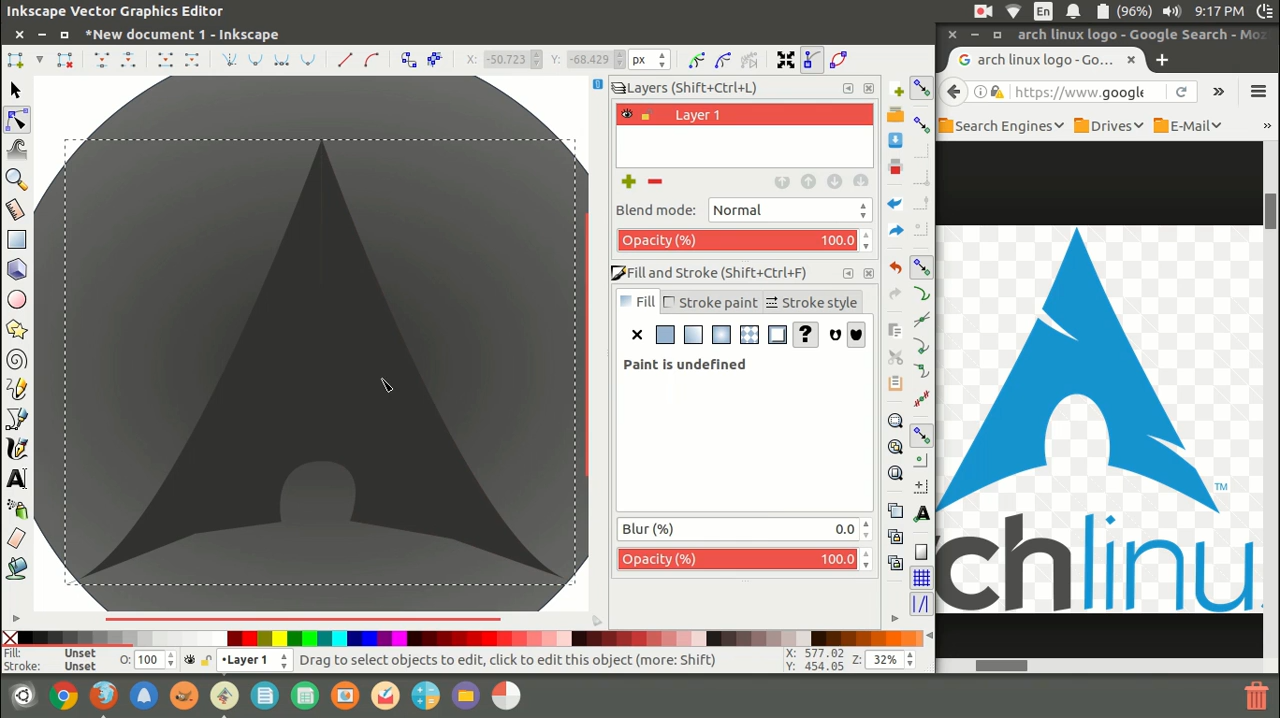 Inkscape Vector Graphics Editor
En
(96%)
9:17 PM
*New document 1 - Inkscape
arch linux logo - Google Search - Moz
X:
-50.723
Y:
-68.429
px
Layers (Shift+Ctrl+L)
Layer 1
Blend mode:
Normal
Opacity (%)
100.0
Fill and Stroke (Shift+Ctrl+F)
Fill
Stroke paint
Stroke style
?
Paint is undefined
Blur (%)
0.0
Opacity (%)
100.0
arch linux logo - Go...
https://www.google
Search Engines
Drives
E-Mail
TM
chlinu
Fill:
Unset
Stroke:
Unset
O:
100
•Layer 1
Drag to select objects to edit, click to edit this object (more: Shift)
X:
577.02
Y:
454.05
Z:
32%